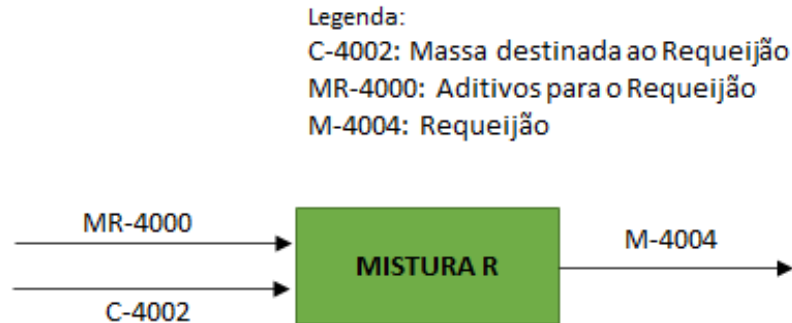 Legenda:
C-4002: Massa destinada ao Requeijão
MR-4000: Aditivos para o Requeijão
M-4004: Requeijão
MR-4000
M-4004
MISTURA R
C-4002